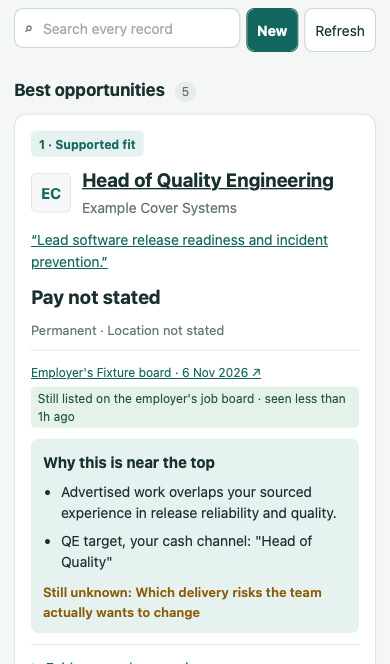 Search every record
New
Refresh
Best opportunities 5
1 · Supported fit
EC
Head of Quality Engineering
Example Cover Systems
“Lead software release readiness and incident
prevention.”
Pay not stated
Permanent · Location not stated
Employer's Fixture board · 6 Nov 2026 ↗
Still listed on the employer's job board · seen less than
1h ago
Why this is near the top
• Advertised work overlaps your sourced
experience in release reliability and quality.
• QE target, your cash channel: "Head of
Quality"
Still unknown: Which delivery risks the team
actually wants to change